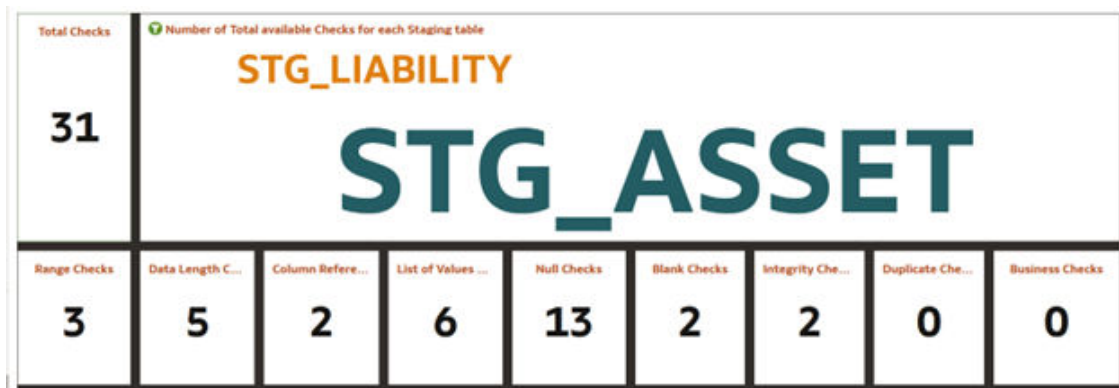 Total Checks
31
Number of Total available Checks for each Staging table
STG_LIABILITY
STG_ASSET
Range Checks
3
Data Length C...
5
Column Refere...
2
List of Values ...
6
Null Checks
13
Blank Checks
2
Integrity Che...
2
Duplicate Che...
0
Business Checks
0